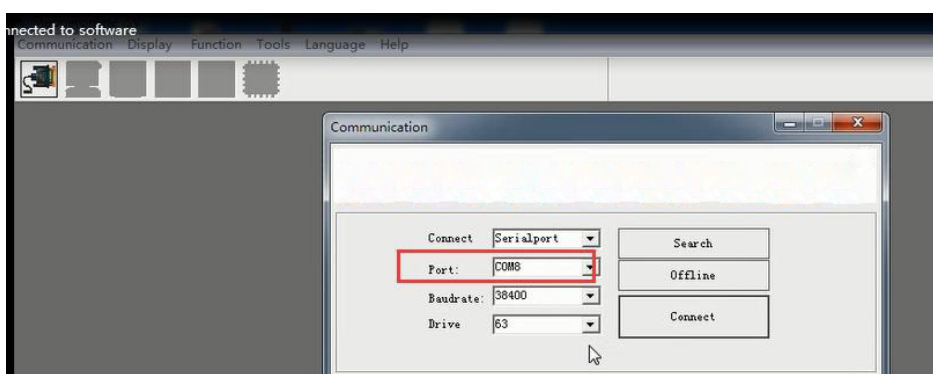 nnected to software
Communication Display Function Tools Language Help
Communication
Connect Serialport Search
Port: COM8 Offline
Baudrate: 38400 Connect
Drive 63